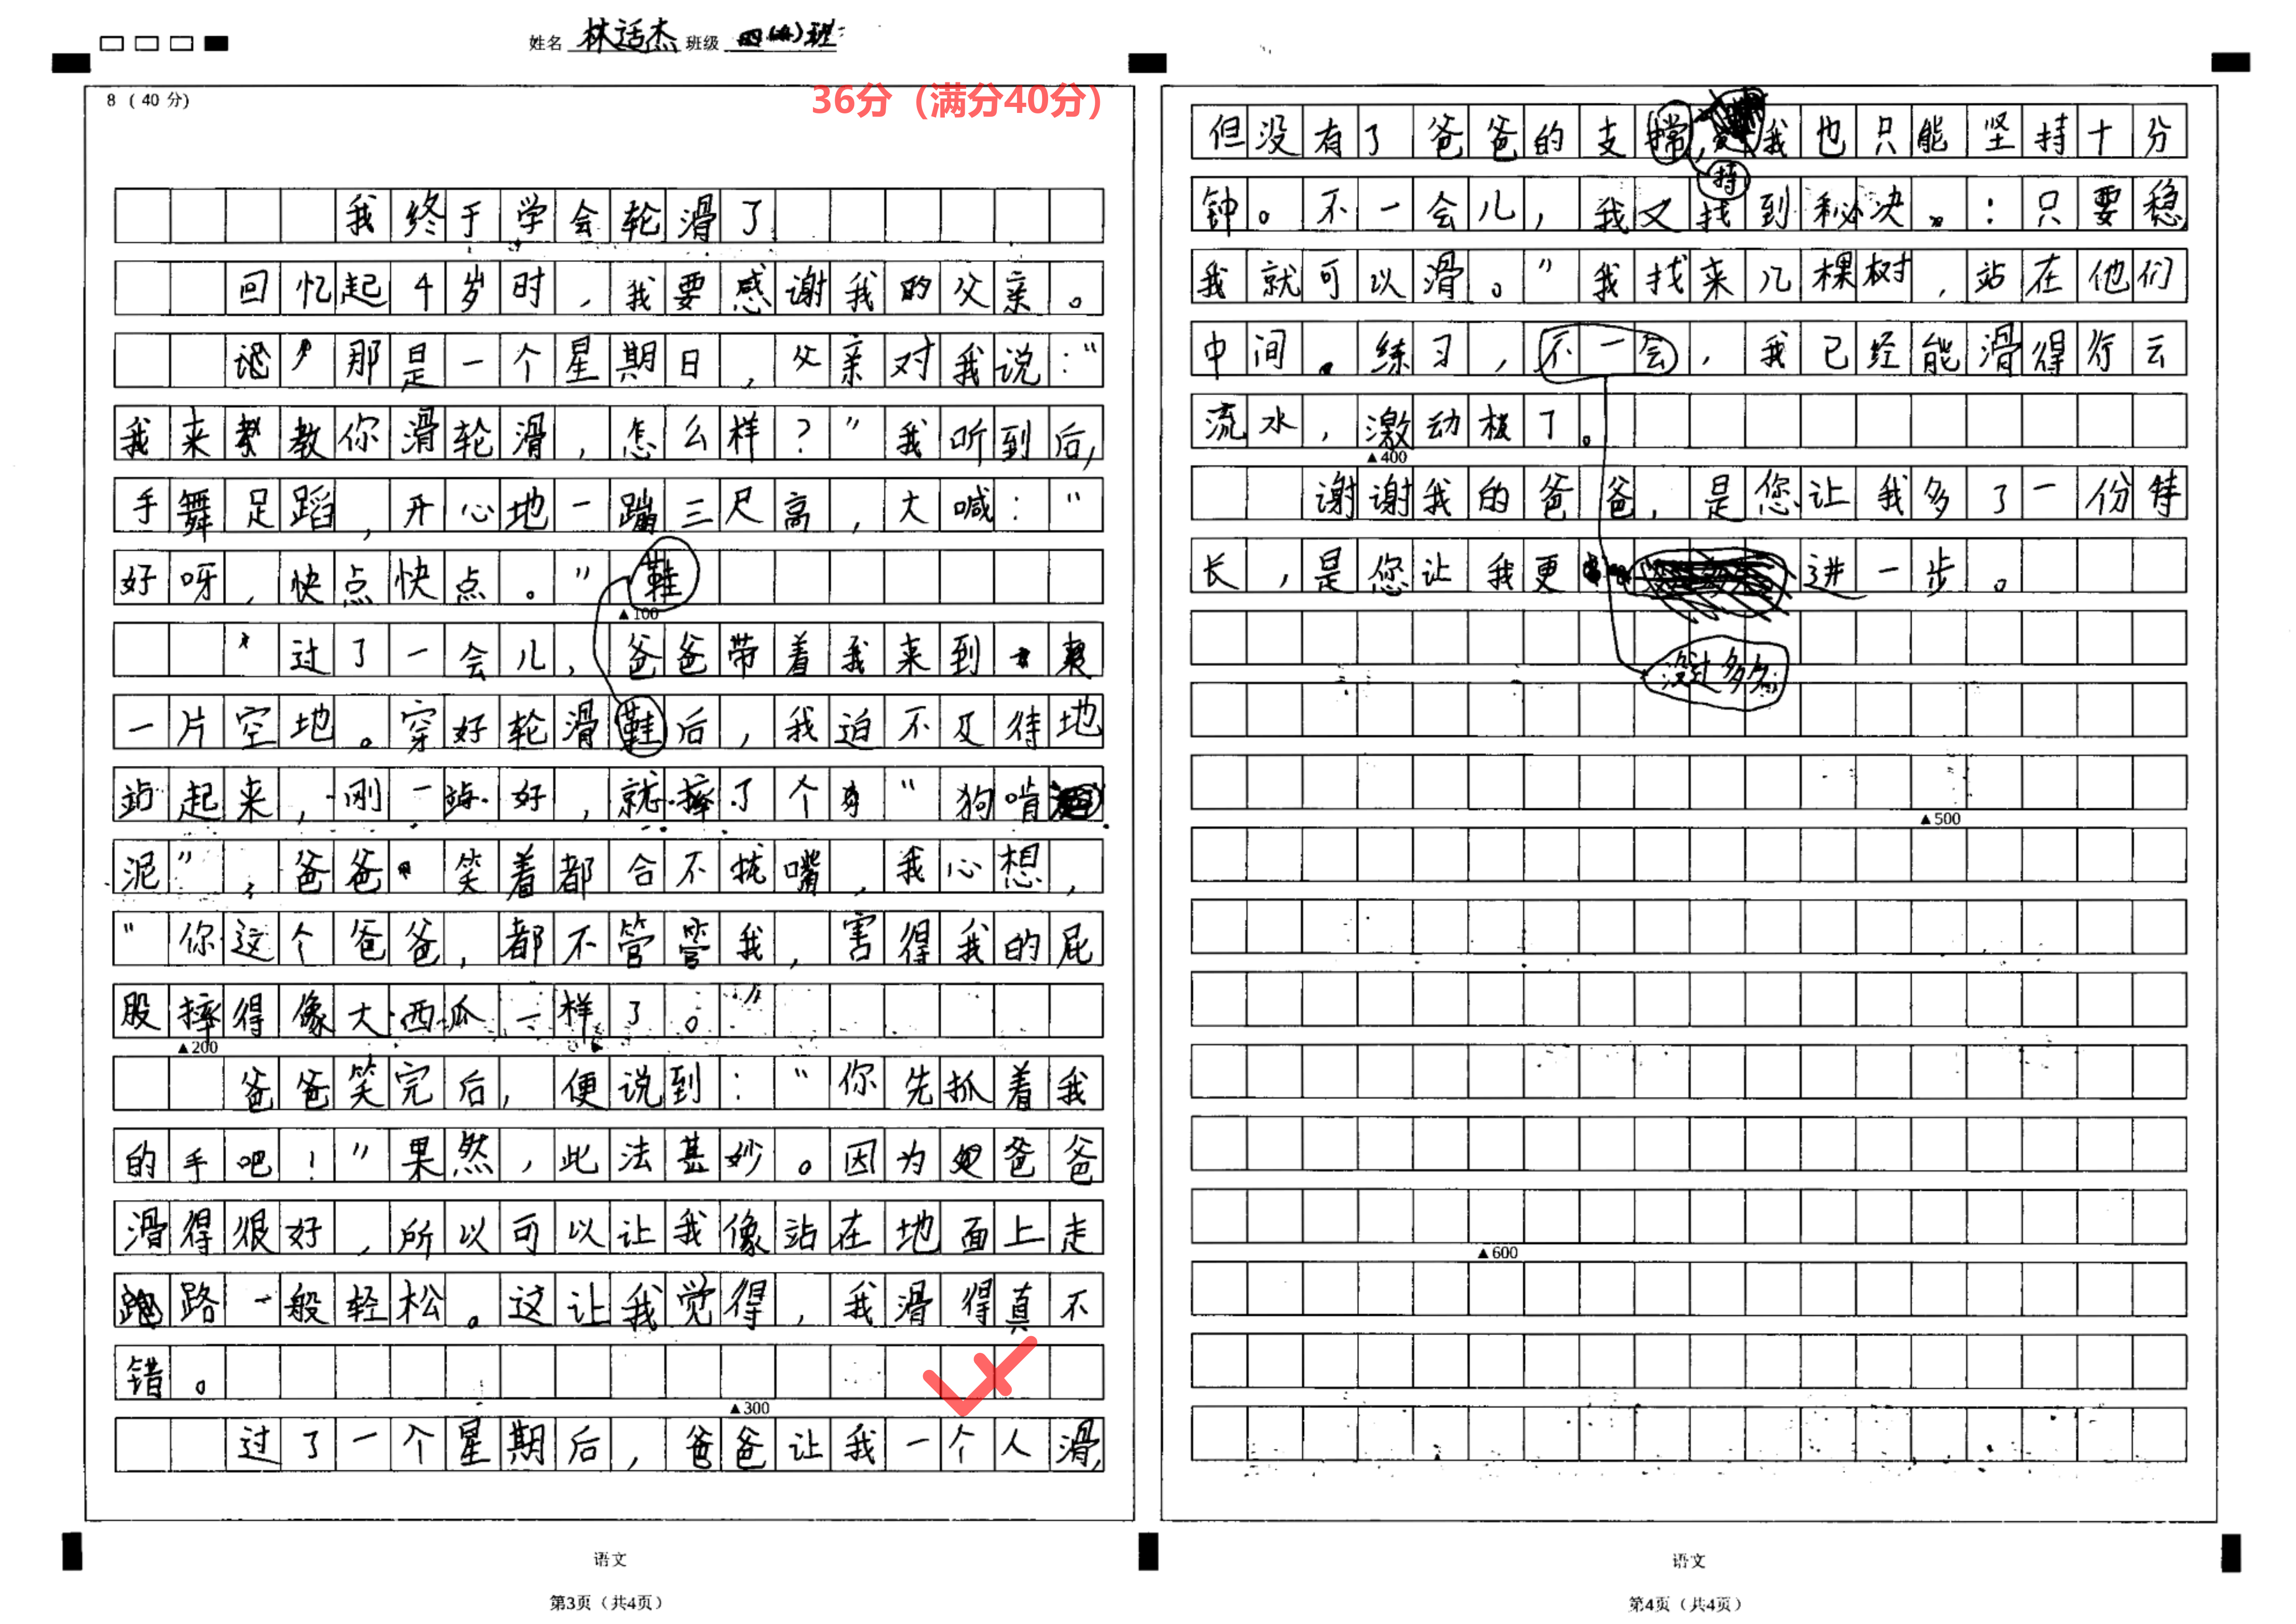 姓名 林适杰 班级 四(4)班
8 ( 40 分)
36分（满分40分）
我终于学会轮滑了
回忆起4岁时，我要感谢我的父亲。
那是一个星期日，父亲对我说：“
我来教你滑轮滑，怎么样？”我听到后，
手舞足蹈，开心地一蹦三尺高，大喊：“
好呀，快点快点。” 鞋
▲100
过了一会儿，爸爸带着我来到
一片空地。穿好轮滑鞋后，我迫不及待地
站起来，刚一站好，就摔了个“狗啃
泥”，爸爸笑着都合不拢嘴，我心想，
“你这个爸爸，都不管管我，害得我的屁
股摔得像大西瓜一样了。”
▲200
爸爸笑完后，便说到：“你先抓着我
的手吧！”果然，此法甚妙。因为爸爸
滑得很好，所以可以让我像站在地面上走
路一般轻松。这让我觉得，我滑得真不
错。
▲300
过了一个星期后，爸爸让我一个人滑，
语文
第3页（共4页）
但没有了爸爸的支撑，我也只能坚持十分
持
钟。不一会儿，我又找到秘决：只要稳，
我就可以滑。”我找来几棵树，站在他们
中间练习，不一会，我已经能滑得行云
流水，激动极了。
▲400
谢谢我的爸爸，是您让我多了一份特
长，是您让我更进一步。
没过多久
▲500
▲600
语文
第4页（共4页）